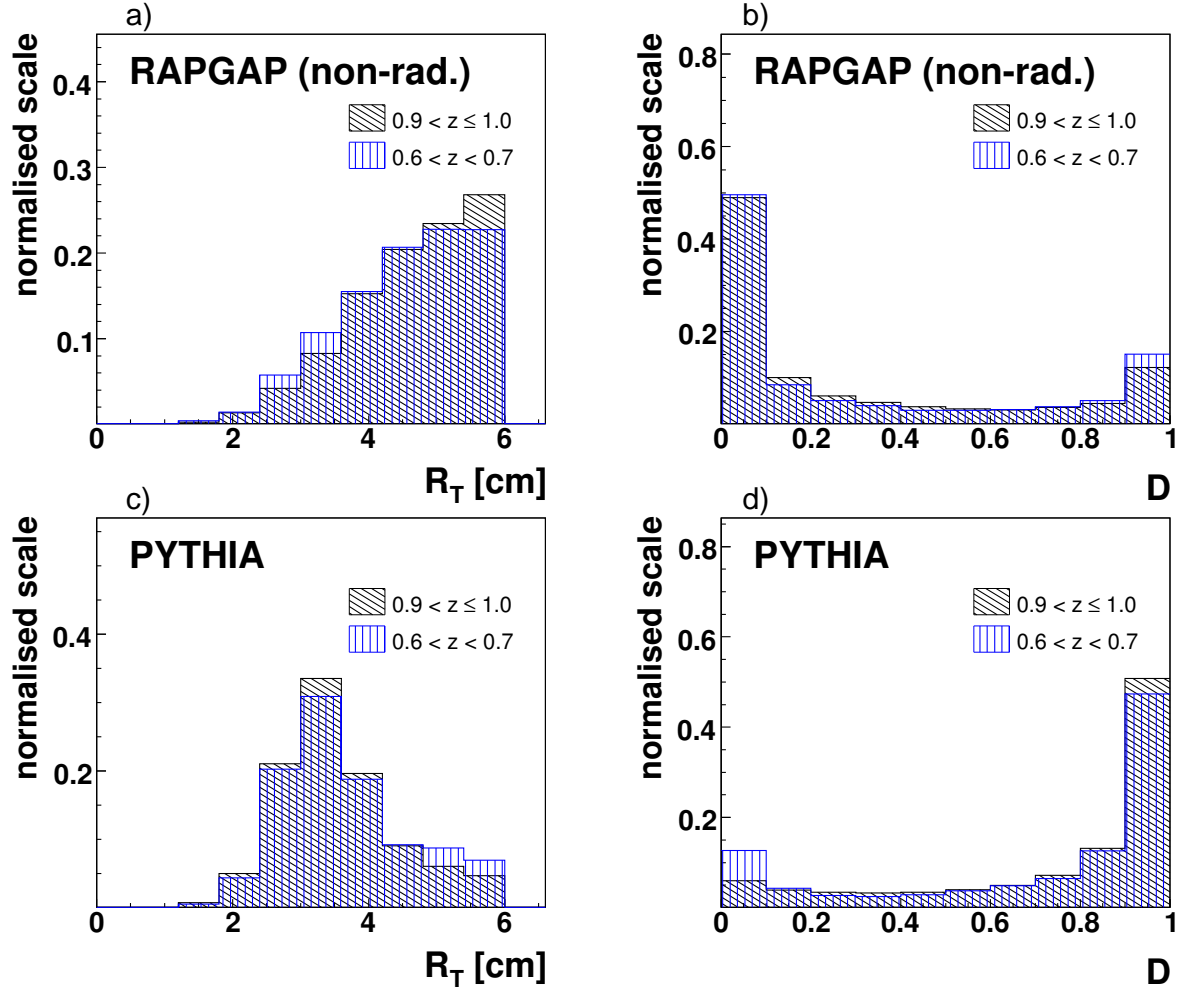 a)
normalised scale
RAPGAP (non-rad.)
0.9 < z ≤ 1.0
0.6 < z < 0.7
0.4
0.3
0.2
0.1
0 2 4 6
R_T [cm]
b)
normalised scale
RAPGAP (non-rad.)
0.9 < z ≤ 1.0
0.6 < z < 0.7
0.8
0.6
0.4
0.2
0 0.2 0.4 0.6 0.8 1
D
c)
normalised scale
PYTHIA
0.9 < z ≤ 1.0
0.6 < z < 0.7
0.4
0.2
0 2 4 6
R_T [cm]
d)
normalised scale
PYTHIA
0.9 < z ≤ 1.0
0.6 < z < 0.7
0.8
0.6
0.4
0.2
0 0.2 0.4 0.6 0.8 1
D